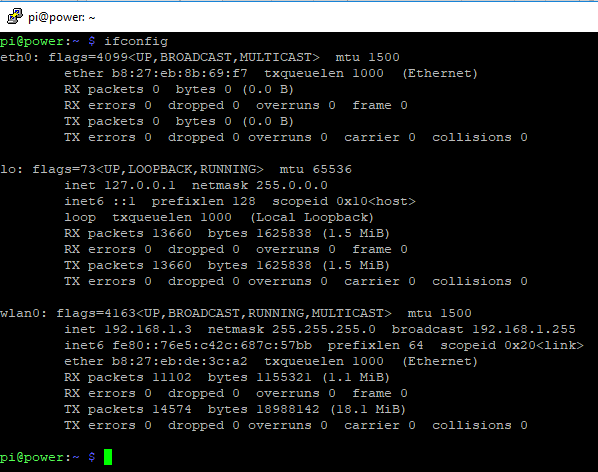 pi@power: ~
pi@power:~ $ ifconfig
eth0: flags=4099<UP,BROADCAST,MULTICAST>  mtu 1500
        ether b8:27:eb:8b:69:f7  txqueuelen 1000  (Ethernet)
        RX packets 0  bytes 0 (0.0 B)
        RX errors 0  dropped 0  overruns 0  frame 0
        TX packets 0  bytes 0 (0.0 B)
        TX errors 0  dropped 0 overruns 0  carrier 0  collisions 0

lo: flags=73<UP,LOOPBACK,RUNNING>  mtu 65536
        inet 127.0.0.1  netmask 255.0.0.0
        inet6 ::1  prefixlen 128  scopeid 0x10<host>
        loop  txqueuelen 1000  (Local Loopback)
        RX packets 13660  bytes 1625838 (1.5 MiB)
        RX errors 0  dropped 0  overruns 0  frame 0
        TX packets 13660  bytes 1625838 (1.5 MiB)
        TX errors 0  dropped 0 overruns 0  carrier 0  collisions 0

wlan0: flags=4163<UP,BROADCAST,RUNNING,MULTICAST>  mtu 1500
        inet 192.168.1.3  netmask 255.255.255.0  broadcast 192.168.1.255
        inet6 fe80::76e5:c42c:687c:57bb  prefixlen 64  scopeid 0x20<link>
        ether b8:27:eb:de:3c:a2  txqueuelen 1000  (Ethernet)
        RX packets 11102  bytes 1155321 (1.1 MiB)
        RX errors 0  dropped 0  overruns 0  frame 0
        TX packets 14574  bytes 18988142 (18.1 MiB)
        TX errors 0  dropped 0 overruns 0  carrier 0  collisions 0

pi@power:~ $